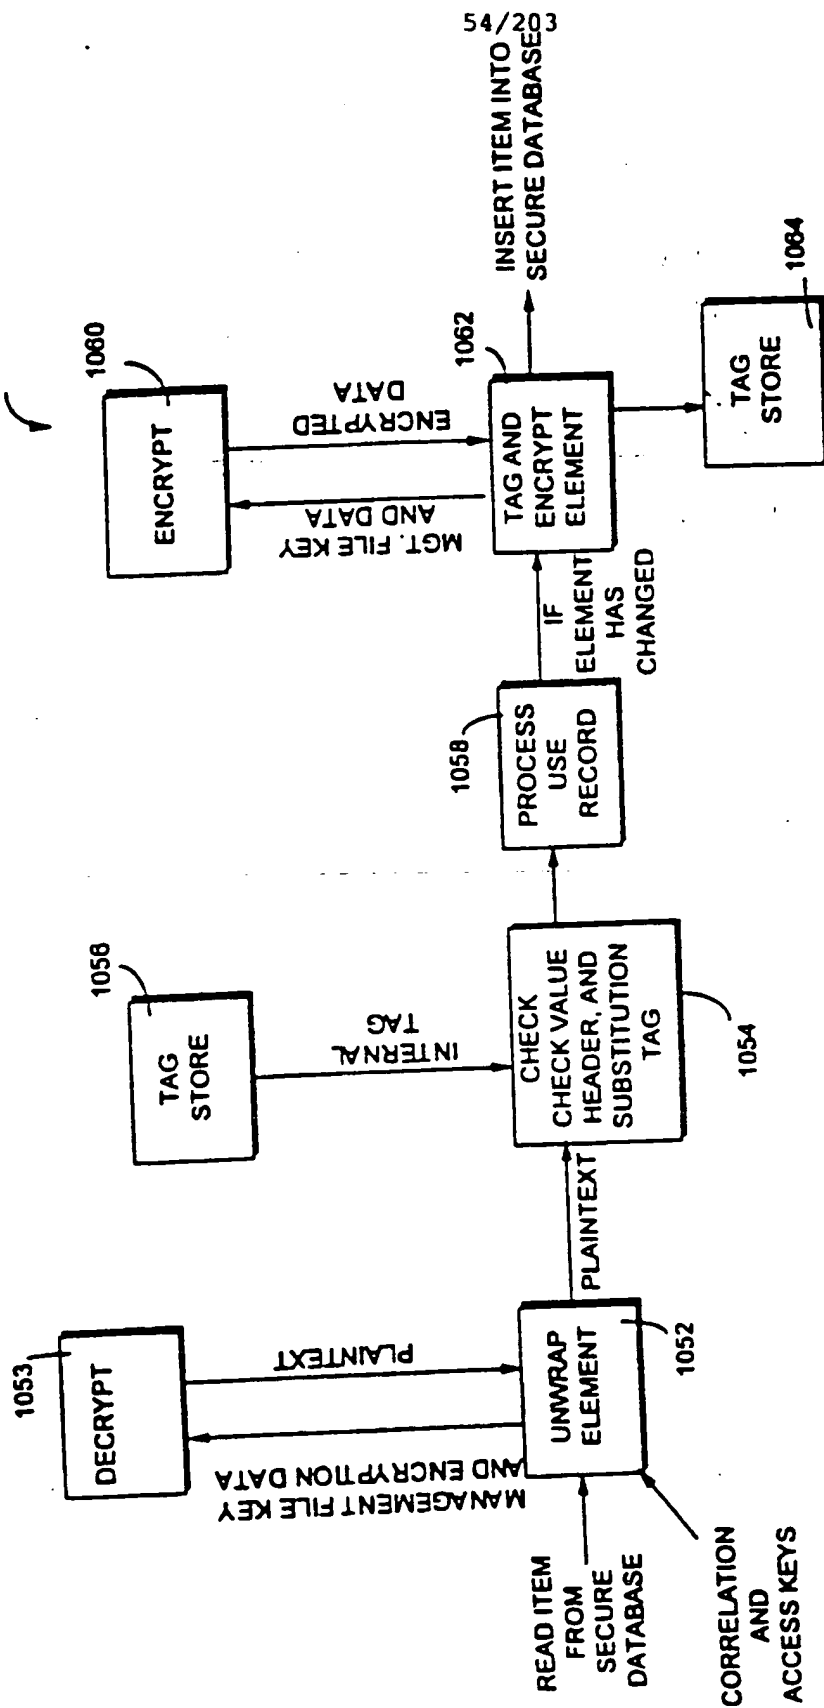 54/203
1053
DECRYPT
MANAGEMENT FILE KEY
AND ENCRYPTION DATA
PLAINTEXT
READ ITEM
FROM
SECURE
DATABASE
CORRELATION
AND
ACCESS KEYS
UNWRAP
ELEMENT
1052
PLAINTEXT
1056
TAG
STORE
INTERNAL
TAG
CHECK
CHECK VALUE
HEADER, AND
SUBSTITUTION
TAG
1054
1058
PROCESS
USE
RECORD
IF
ELEMENT
HAS
CHANGED
1060
ENCRYPT
MGT. FILE KEY
AND DATA
ENCRYPTED
DATA
1062
TAG AND
ENCRYPT
ELEMENT
INSERT ITEM INTO
SECURE DATABASE
TAG
STORE
1064